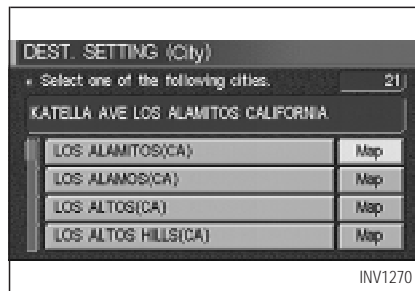 DEST. SETTING (City)
Select one of the following cities. 21
KATELLA AVE LOS ALAMITOS CALIFORNIA
LOS ALAMITOS(CA) Map
LOS ALAMOS(CA) Map
LOS ALTOS(CA) Map
LOS ALTOS HILLS(CA) Map
INV1270